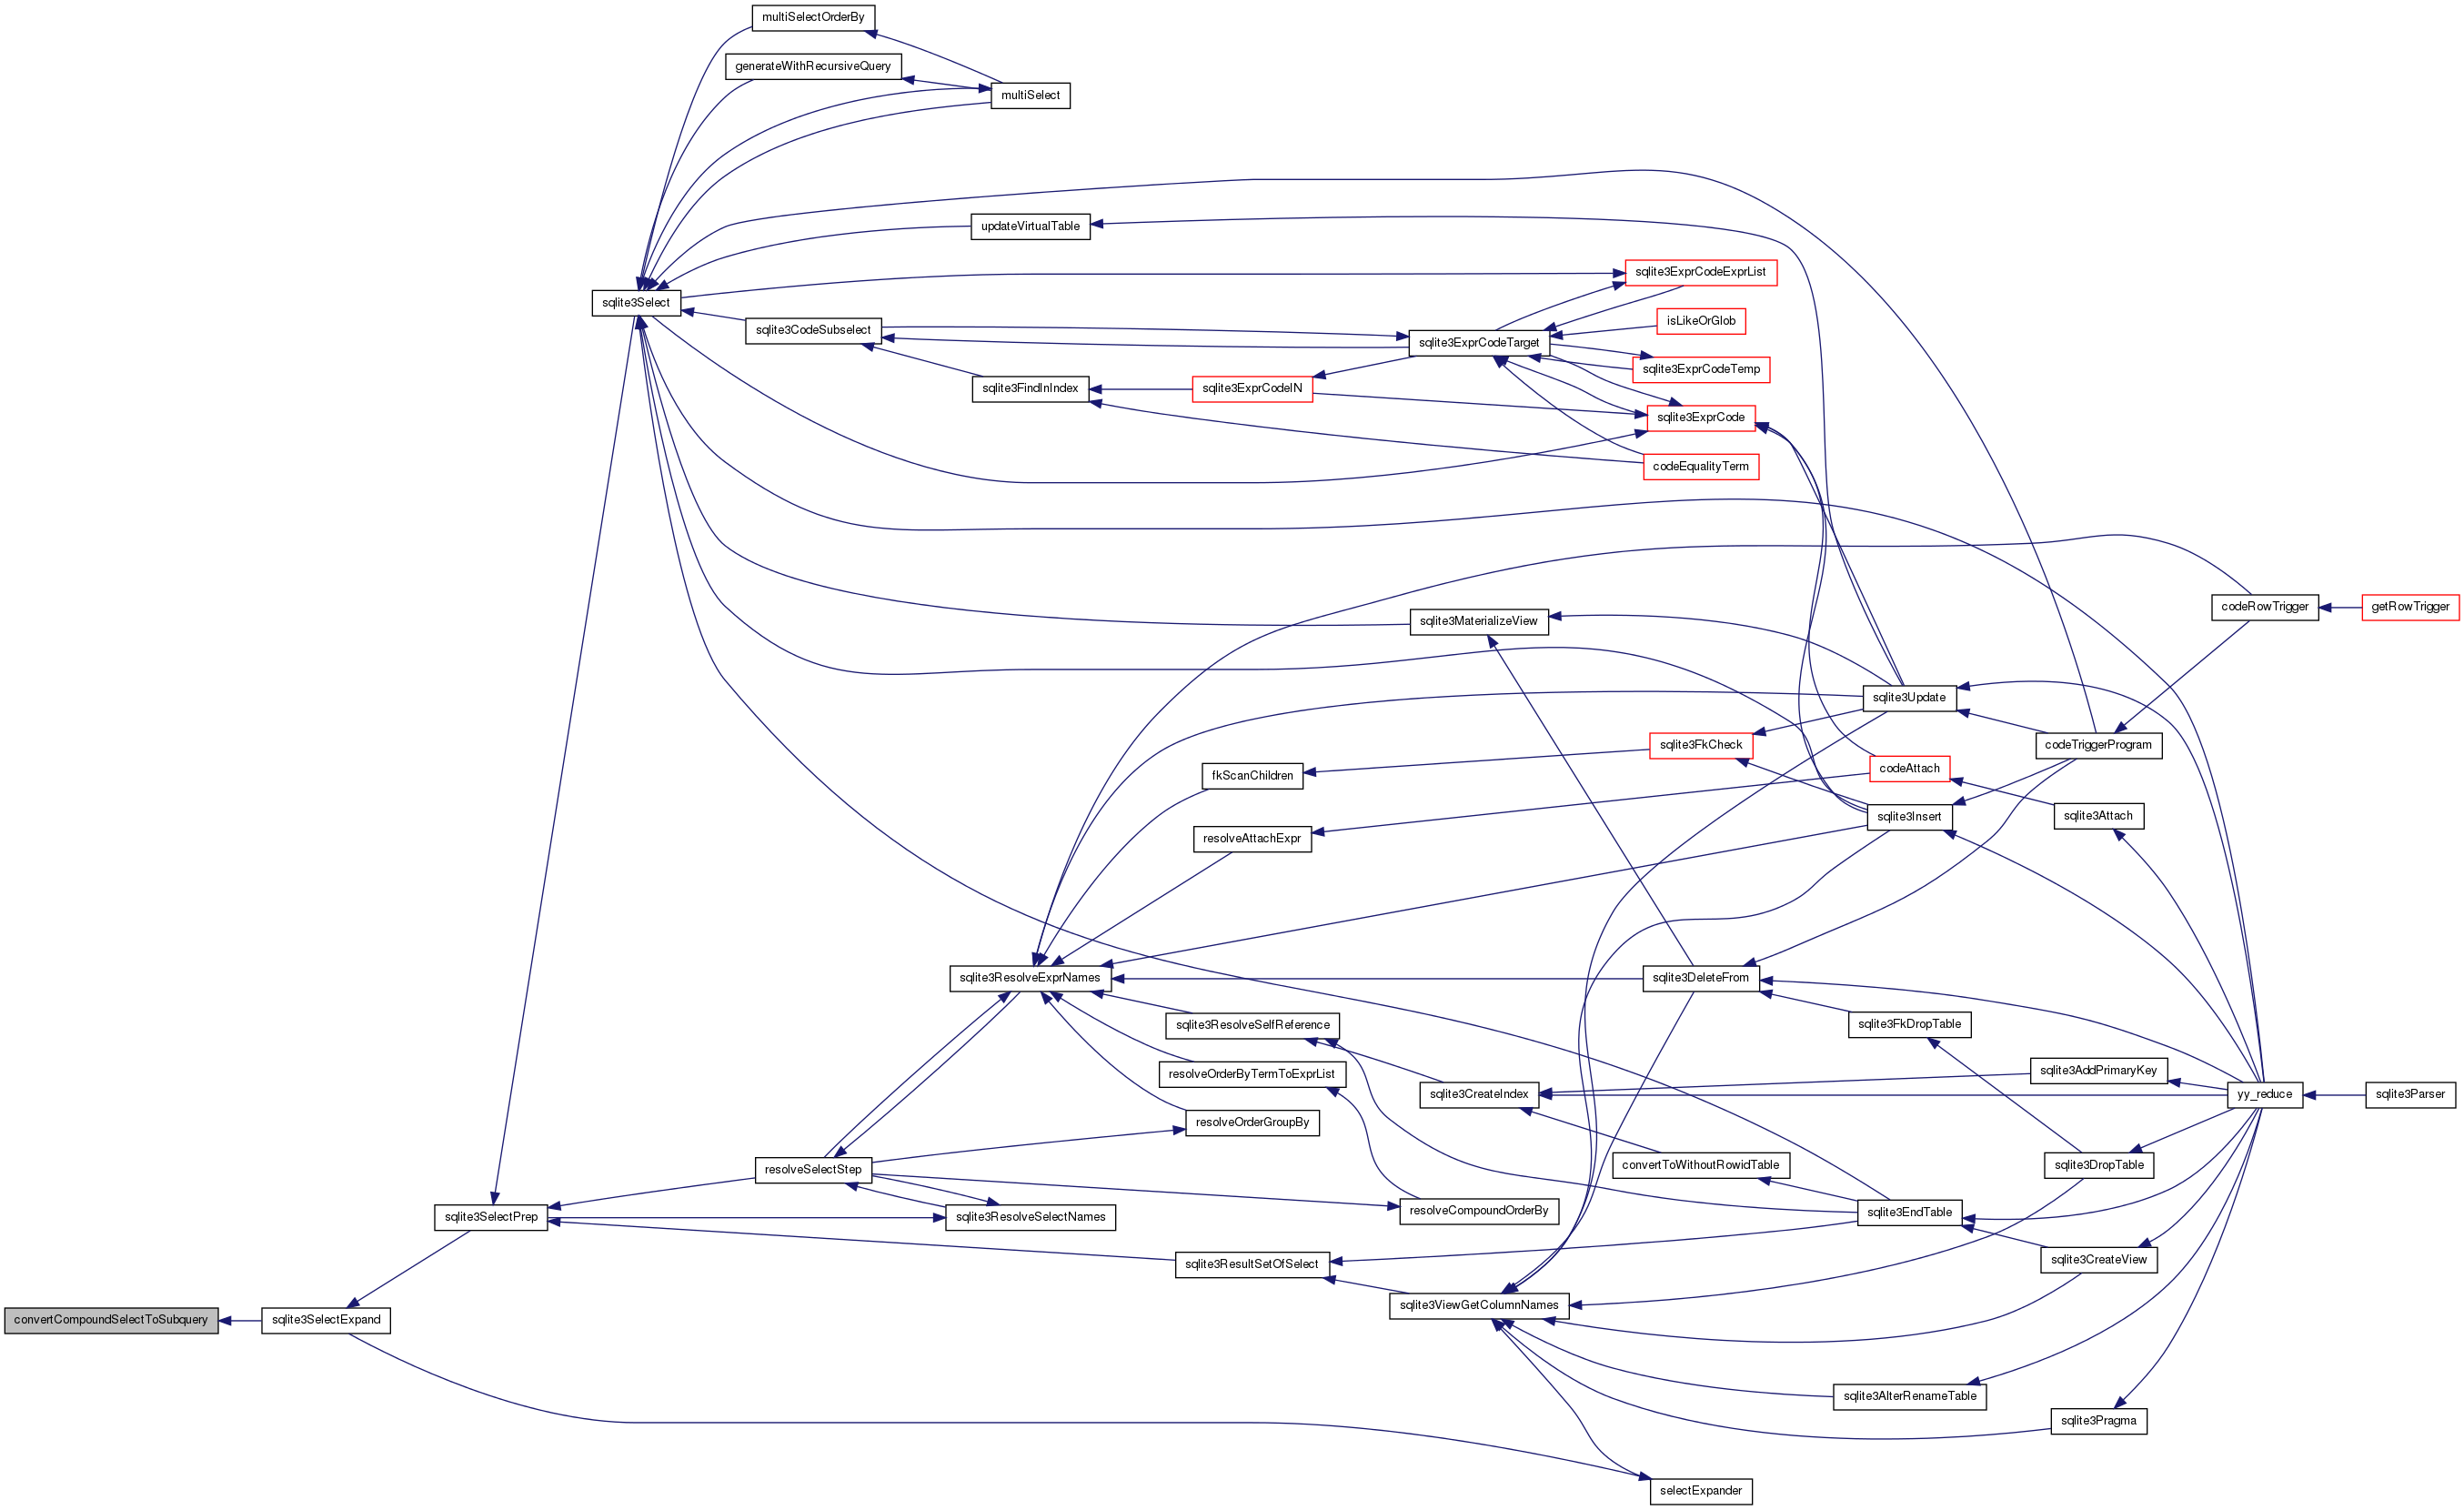 multiSelectOrderBy
generateWithRecursiveQuery
multiSelect
updateVirtualTable
sqlite3ExprCodeExprList
sqlite3Select
isLikeOrGlob
sqlite3CodeSubselect
sqlite3ExprCodeTarget
sqlite3ExprCodeTemp
sqlite3FindInIndex
sqlite3ExprCodeIN
sqlite3ExprCode
codeEqualityTerm
codeRowTrigger
getRowTrigger
sqlite3MaterializeView
sqlite3Update
sqlite3FkCheck
codeTriggerProgram
fkScanChildren
codeAttach
sqlite3Insert
sqlite3Attach
resolveAttachExpr
sqlite3ResolveExprNames
sqlite3DeleteFrom
sqlite3ResolveSelfReference
sqlite3FkDropTable
resolveOrderByTermToExprList
sqlite3AddPrimaryKey
sqlite3CreateIndex
yy_reduce
sqlite3Parser
resolveOrderGroupBy
resolveSelectStep
convertToWithoutRowidTable
sqlite3DropTable
sqlite3SelectPrep
sqlite3ResolveSelectNames
resolveCompoundOrderBy
sqlite3EndTable
sqlite3ResultSetOfSelect
sqlite3CreateView
sqlite3ViewGetColumnNames
convertCompoundSelectToSubquery
sqlite3SelectExpand
sqlite3AlterRenameTable
sqlite3Pragma
selectExpander